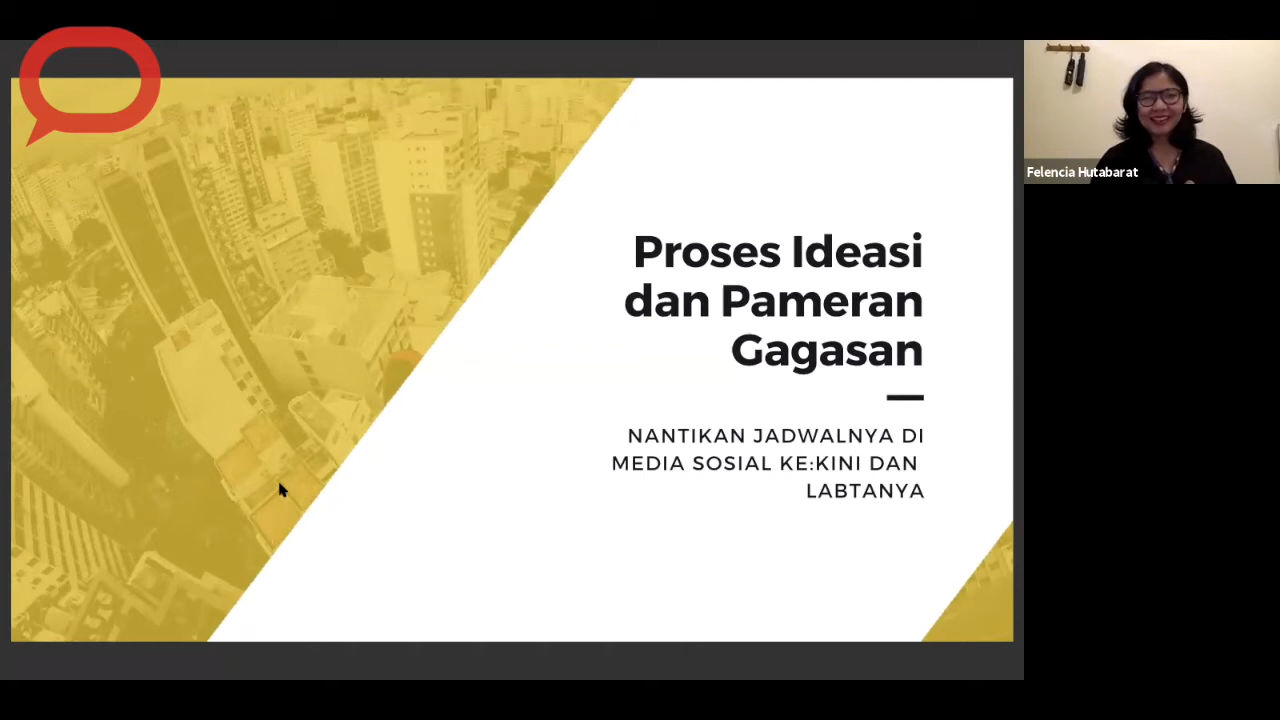 Proses Ideasi
dan Pameran
Gagasan
NANTIKAN JADWALNYA DI
MEDIA SOSIAL KE:KINI DAN
LABTANYA
Felencia Hutabarat